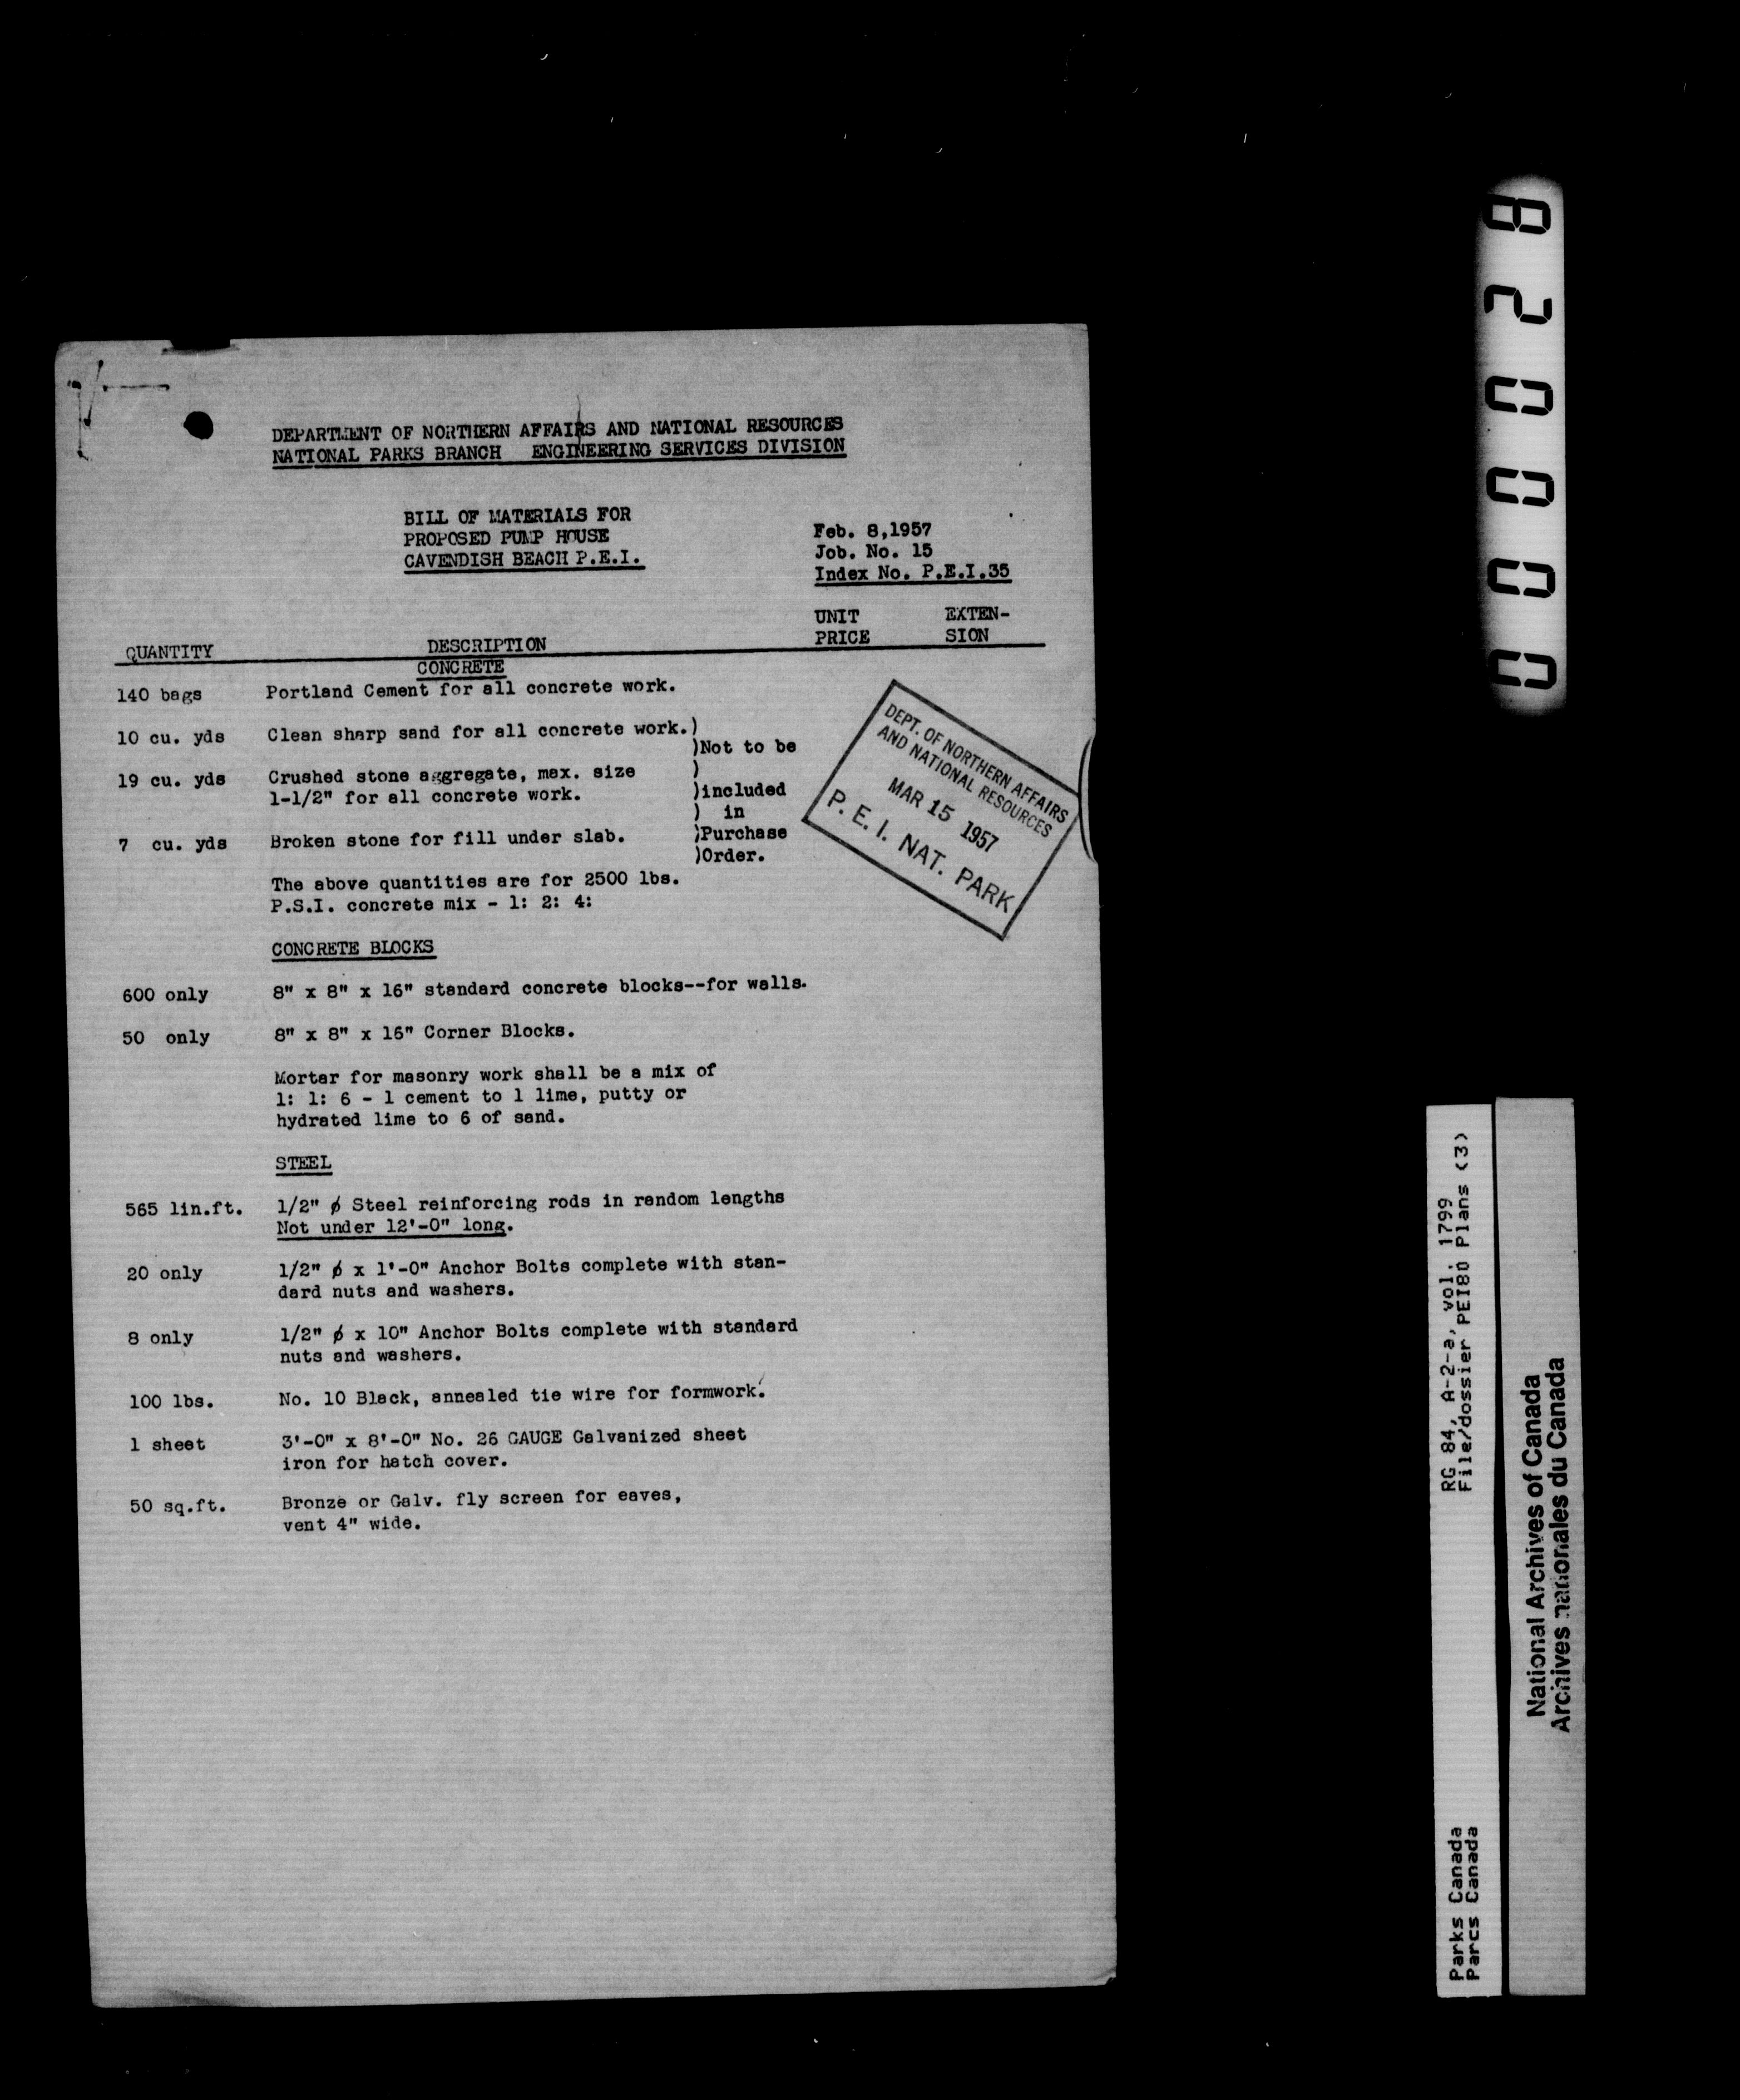 DEPARTMENT OF NORTHERN AFFAIRS AND NATIONAL RESOURCES
NATIONAL PARKS BRANCH ENGINEERING SERVICES DIVISION
BILL OF MATERIALS FOR
PROPOSED PUMP HOUSE
CAVENDISH BEACH P.E.I.
Feb. 8,1957
Job. No. 15
Index No. P.E.I.35
UNIT EXTEN-
PRICE SION
QUANTITY DESCRIPTION
CONCRETE
140 bags Portland Cement for all concrete work.
10 cu. yds Clean sharp sand for all concrete work.)
)Not to be
19 cu. yds Crushed stone aggregate, max. size )
1-1/2" for all concrete work. )included
) in
7 cu. yds Broken stone for fill under slab. )Purchase
)Order.
The above quantities are for 2500 lbs.
P.S.I. concrete mix - 1: 2: 4:
DEPT. OF NORTHERN AFFAIRS
AND NATIONAL RESOURCES
MAR 15 1957
P. E. I. NAT. PARK
CONCRETE BLOCKS
600 only 8" x 8" x 16" standard concrete blocks--for walls.
50 only 8" x 8" x 16" Corner Blocks.
Mortar for masonry work shall be a mix of
1: 1: 6 - 1 cement to 1 lime, putty or
hydrated lime to 6 of sand.
STEEL
565 lin.ft. 1/2" ϕ Steel reinforcing rods in random lengths
Not under 12'-0" long.
20 only 1/2" ϕ x 1'-0" Anchor Bolts complete with stan-
dard nuts and washers.
8 only 1/2" ϕ x 10" Anchor Bolts complete with standard
nuts and washers.
100 lbs. No. 10 Black, annealed tie wire for formwork.
1 sheet 3'-0" x 8'-0" No. 26 GAUGE Galvanized sheet
iron for hatch cover.
50 sq.ft. Bronze or Galv. fly screen for eaves,
vent 4" wide.
000028
RG 84, A-2-a, vol. 1799
File/dossier PEI80 Plans (3)
Parks Canada
Parcs Canada
National Archives of Canada
Archives nationales du Canada